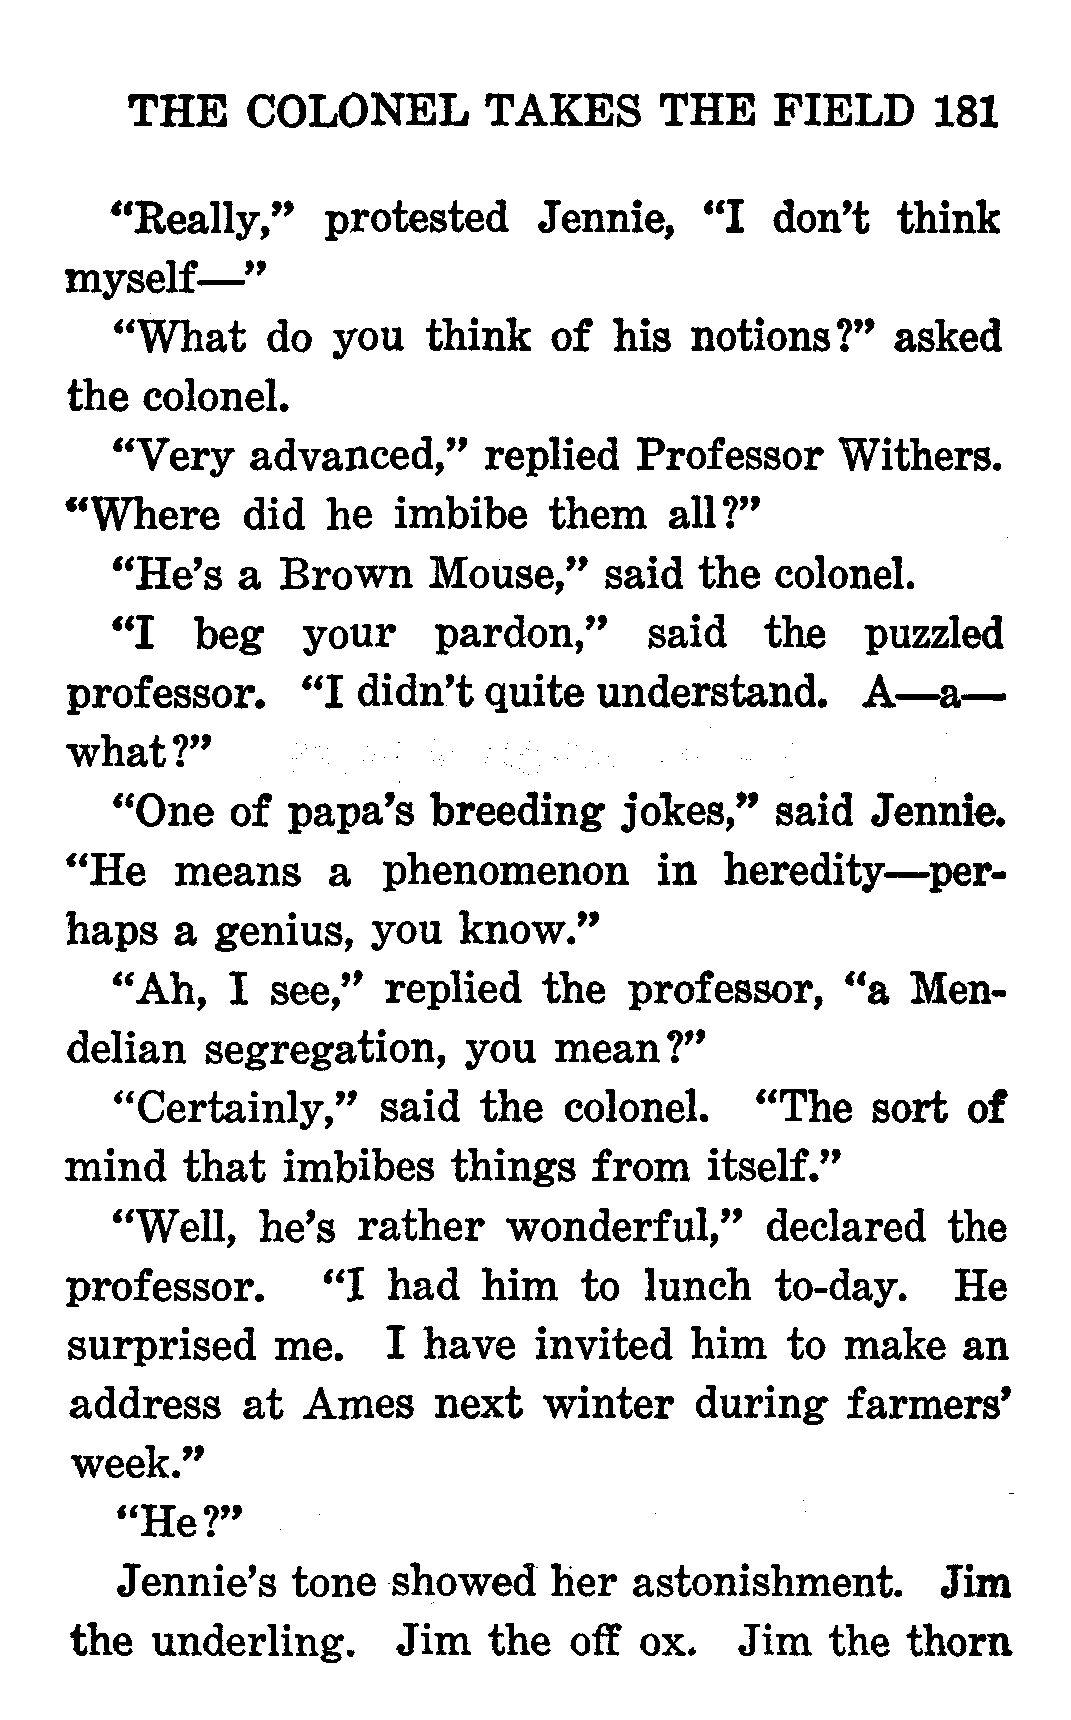 THE COLONEL TAKES THE FIELD 181
“Really,” protested Jennie, “I don’t think
myself—”
“What do you think of his notions?” asked
the colonel.
“Very advanced,” replied Professor Withers.
“Where did he imbibe them all?”
“He’s a Brown Mouse,” said the colonel.
“I beg your pardon,” said the puzzled
professor. “I didn’t quite understand. A—a—
what?”
“One of papa’s breeding jokes,” said Jennie.
“He means a phenomenon in heredity—per-
haps a genius, you know.”
“Ah, I see,” replied the professor, “a Men-
delian segregation, you mean?”
“Certainly,” said the colonel. “The sort of
mind that imbibes things from itself.”
“Well, he’s rather wonderful,” declared the
professor. “I had him to lunch to-day. He
surprised me. I have invited him to make an
address at Ames next winter during farmers’
week.”
“He?”
Jennie’s tone showed her astonishment. Jim
the underling. Jim the off ox. Jim the thorn